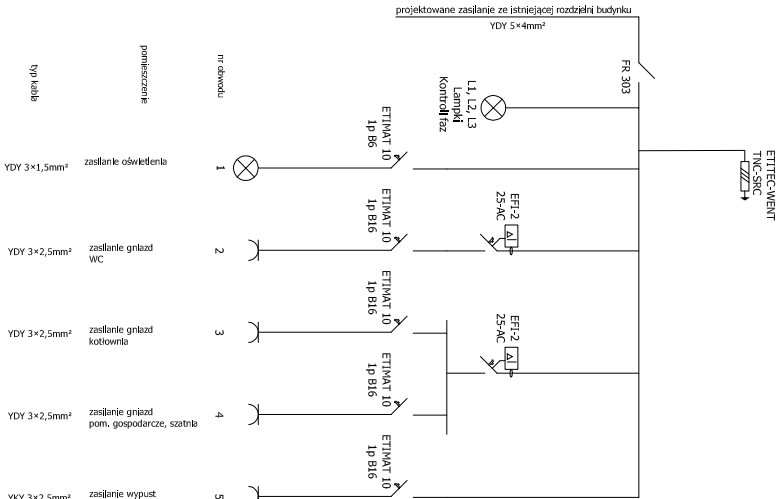 projektowane zasilanie ze istniejącej rozdzielni budynku
YDY 5×4mm²
FR 303
L1, L2, L3
Lampki
Kontroli faz
ETITEC-WENT
TNC-SRC
typ kabla
pomieszczenie
nr obwodu
YDY 3×1,5mm²
zasilanie oświetlenia
1
ETIMAT 10
1p B6
YDY 3×2,5mm²
zasilanie gniazd
WC
2
ETIMAT 10
1p B16
EFI-2
25-AC
YDY 3×2,5mm²
zasilanie gniazd
kotłownia
3
ETIMAT 10
1p B16
EFI-2
25-AC
YDY 3×2,5mm²
zasilanie gniazd
pom. gospodarcze, szatnia
4
ETIMAT 10
1p B16
YKY 3×2,5mm²
zasilanie wypust
5
ETIMAT 10
1p B16